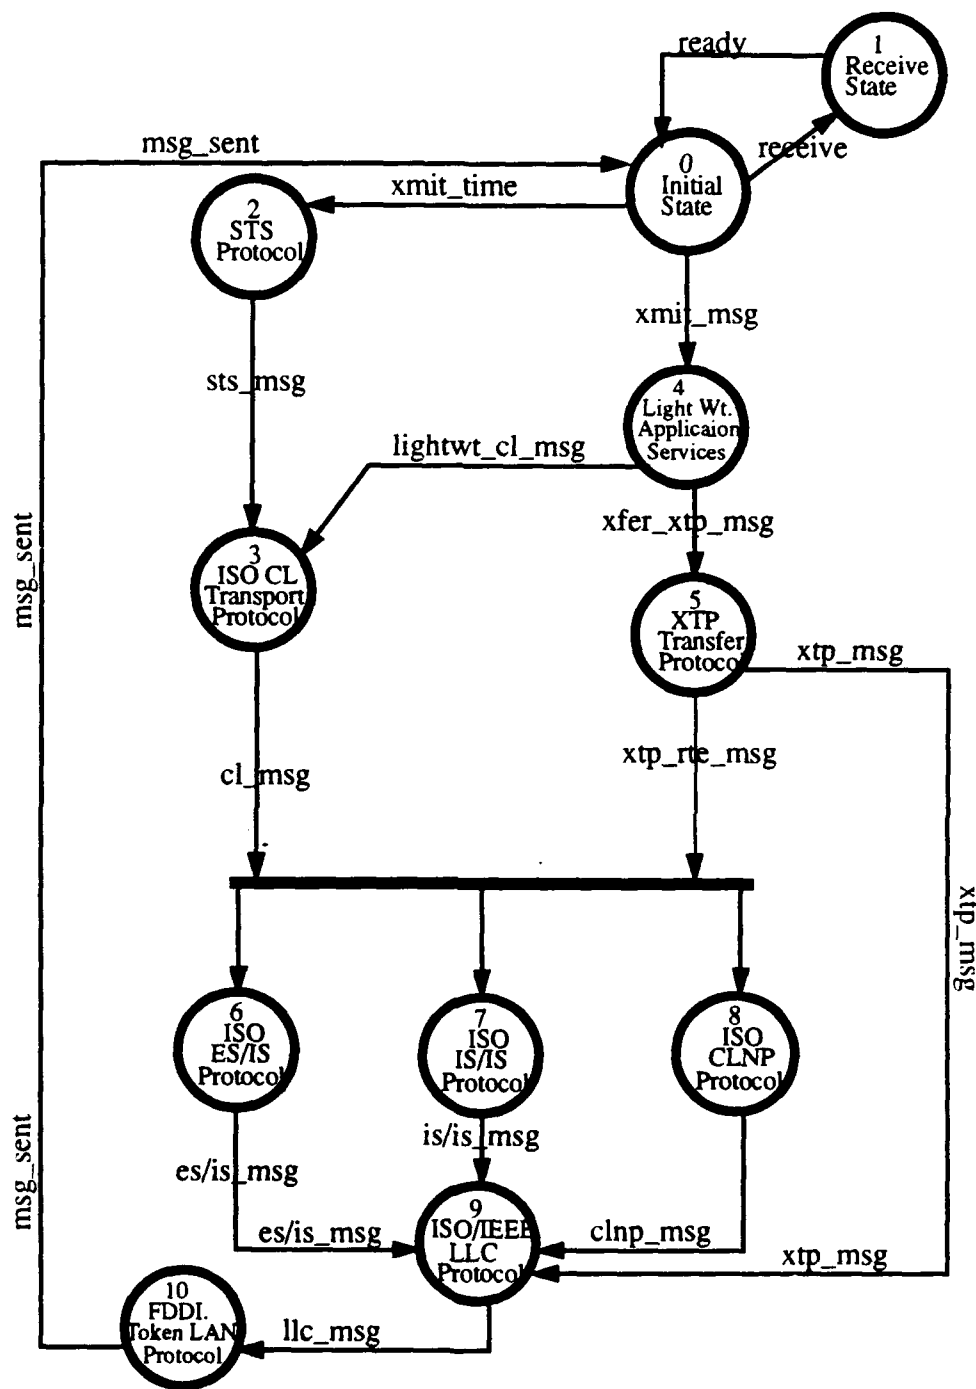 ready
1
Receive
State
msg_sent
0
Initial
State
receive
xmit_time
2
STS
Protocol
xmit_msg
sts_msg
4
Light Wt.
Applicaion
Services
lightwt_cl_msg
xfer_xtp_msg
msg_sent
3
ISO CL
Transport
Protocol
5
XTP
Transfer
Protocol
xtp_msg
cl_msg
xtp_rte_msg
xtp_msg
6
ISO
ES/IS
Protocol
7
ISO
IS/IS
Protocol
8
ISO
CLNP
Protocol
msg_sent
es/is_msg
is/is_msg
9
ISO/IEEE
LLC
Protocol
es/is_msg
clnp_msg
xtp_msg
10
FDDI.
Token LAN
Protocol
llc_msg